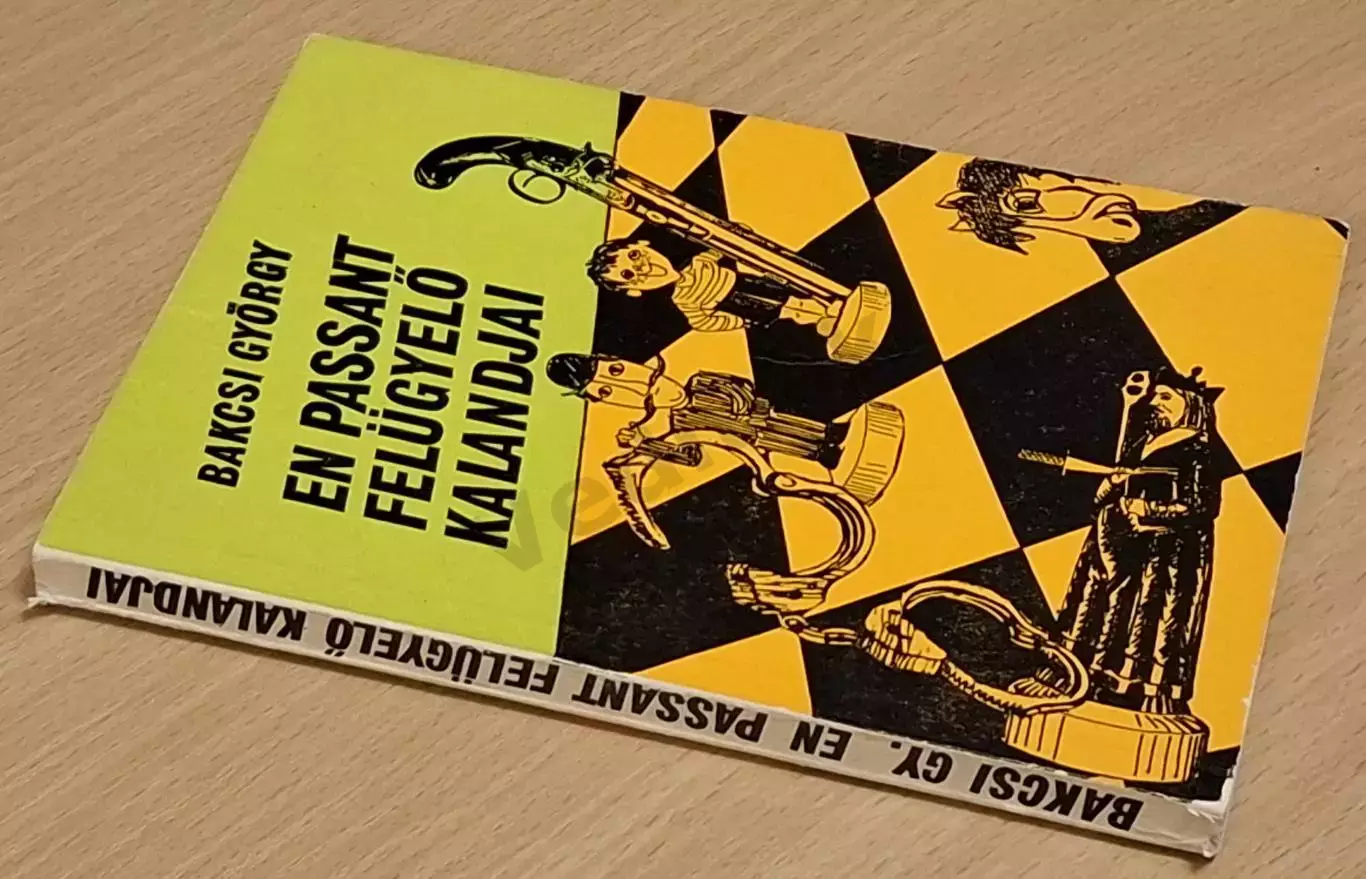 BAKCSI GYÖRGY
EN PASSANT
FELÜGYELŐ
KALANDJAI
BAKCSI GY. EN PASSANT FELÜGYELŐ KALANDJAI